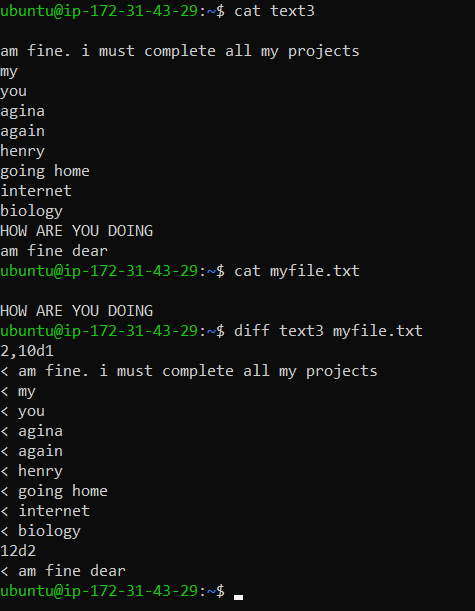 ubuntu@ip-172-31-43-29:~$ cat text3

am fine. i must complete all my projects
my
you
agina
again
henry
going home
internet
biology
HOW ARE YOU DOING
am fine dear
ubuntu@ip-172-31-43-29:~$ cat myfile.txt

HOW ARE YOU DOING
ubuntu@ip-172-31-43-29:~$ diff text3 myfile.txt
2,10d1
< am fine. i must complete all my projects
< my
< you
< agina
< again
< henry
< going home
< internet
< biology
12d2
< am fine dear
ubuntu@ip-172-31-43-29:~$